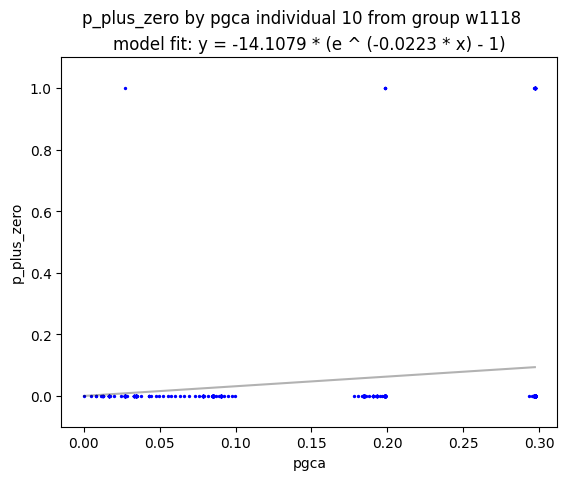 p_plus_zero by pgca individual 10 from group w1118
model fit: y = -14.1079 * (e ^ (-0.0223 * x) - 1)
1.0
0.8
0.6
0.4
0.2
0.0
p_plus_zero
0.00 0.05 0.10 0.15 0.20 0.25 0.30
pgca